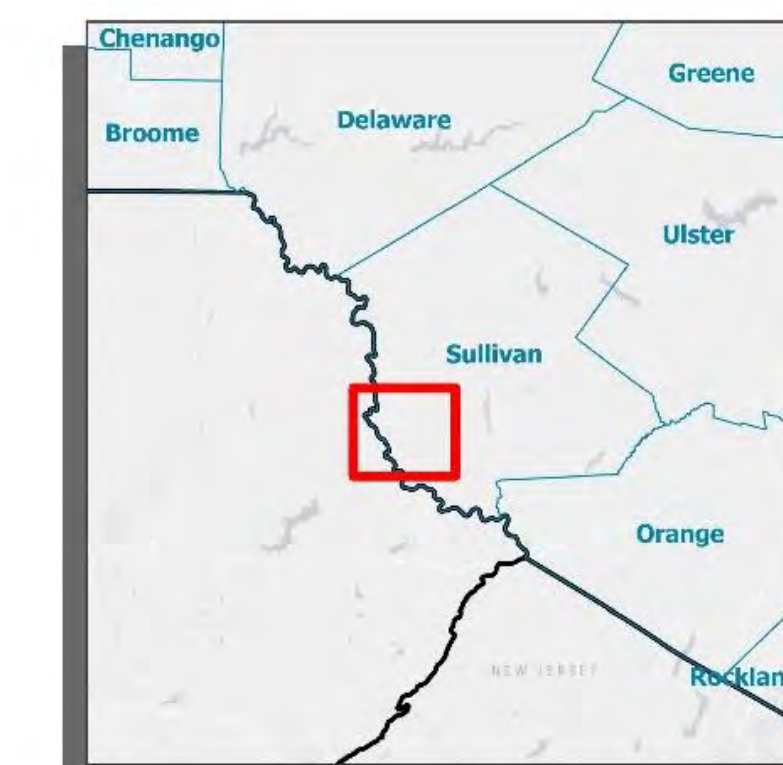 Chenango
Greene
Delaware
Broome
Ulster
Sullivan
Orange
NEW JERSEY
Rocklan